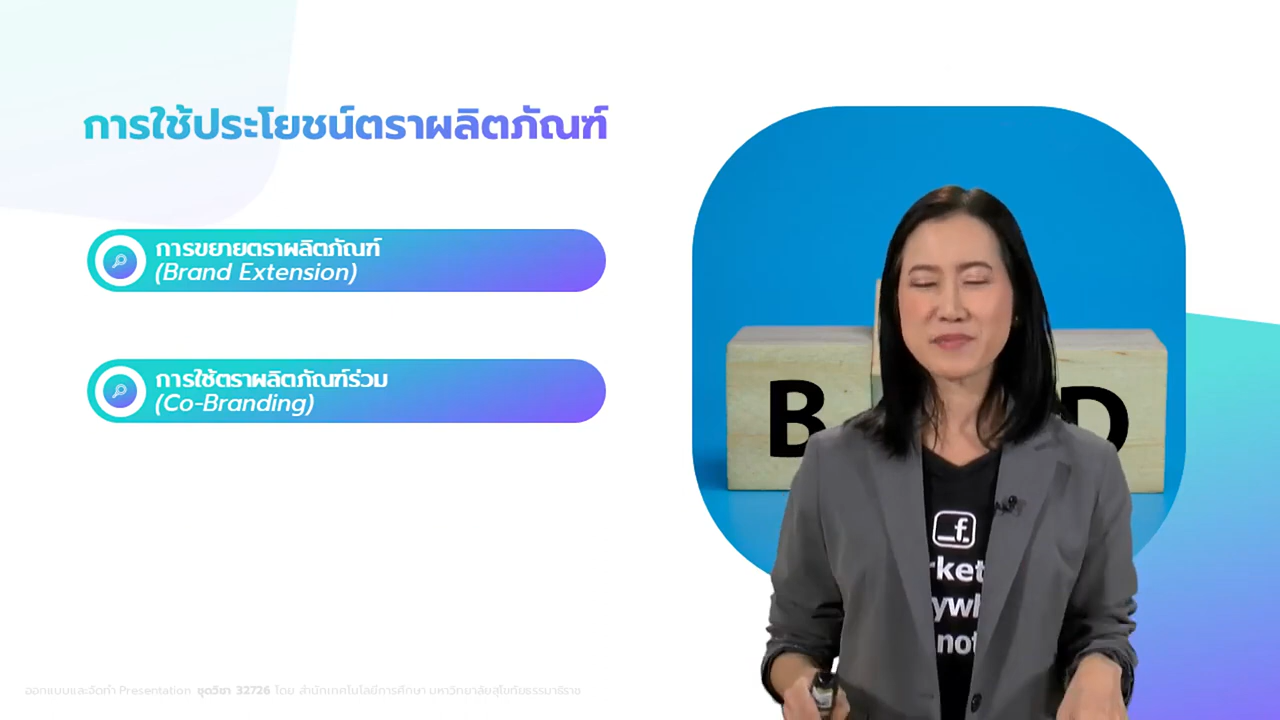 การใช้ประโยชน์ตราผลิตภัณฑ์
การขยายตราผลิตภัณฑ์
(Brand Extension)
การใช้ตราผลิตภัณฑ์ร่วม
(Co-Branding)
B
D
f
rket
ywh
not
ออกแบบและจัดทำ Presentation ชุดวิชา 32726 โดย สำนักเทคโนโลยีการศึกษา มหาวิทยาลัยสุโขทัยธรรมาธิราช